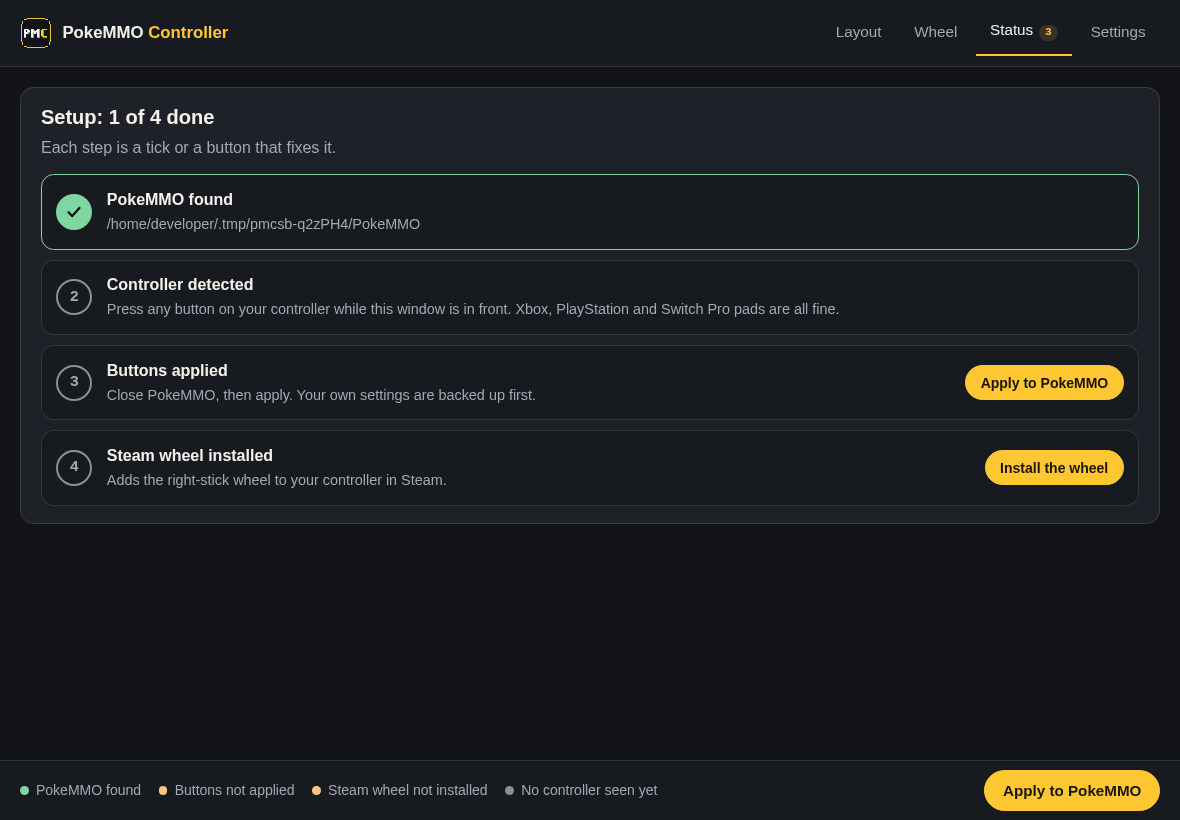 PMC PokeMMO Controller
Layout Wheel Status 3 Settings
Setup: 1 of 4 done
Each step is a tick or a button that fixes it.
PokeMMO found
/home/developer/.tmp/pmcsb-q2zPH4/PokeMMO
2 Controller detected
Press any button on your controller while this window is in front. Xbox, PlayStation and Switch Pro pads are all fine.
3 Buttons applied
Close PokeMMO, then apply. Your own settings are backed up first.
Apply to PokeMMO
4 Steam wheel installed
Adds the right-stick wheel to your controller in Steam.
Install the wheel
PokeMMO found Buttons not applied Steam wheel not installed No controller seen yet
Apply to PokeMMO